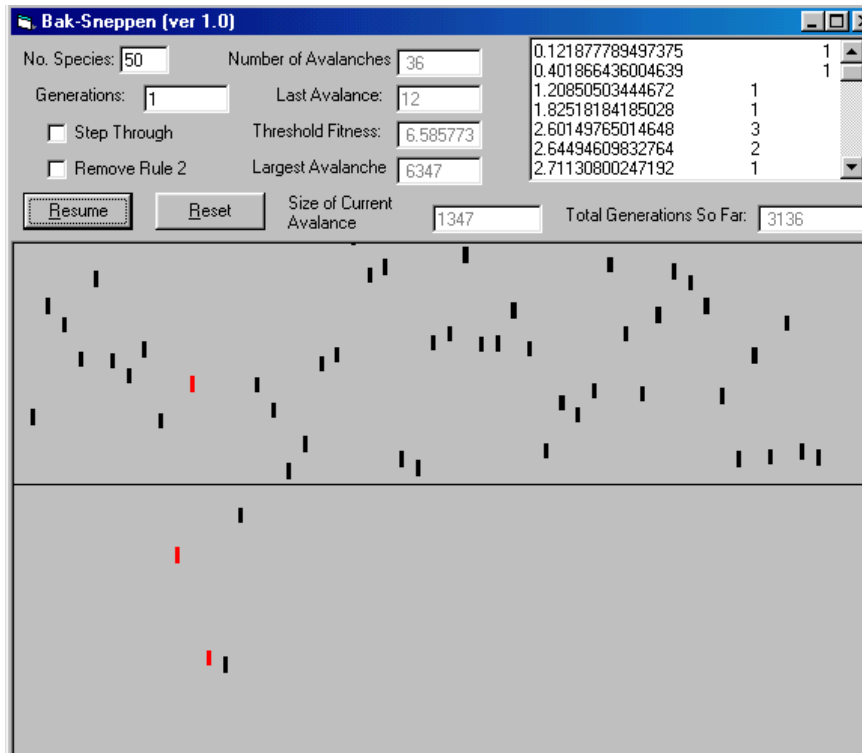 Bak-Sneppen (ver 1.0)
No. Species: 50
Number of Avalanches 36
Generations: 1
Last Avalance: 12
Step Through
Threshold Fitness: 6.585773
Remove Rule 2
Largest Avalanche 6347
0.121877789497375 1
0.401866436004639 1
1.20850503444672 1
1.82518184185028 1
2.60149765014648 3
2.64494609832764 2
2.71130800247192 1
Resume
Reset
Size of Current
Avalance
1347
Total Generations So Far: 3136